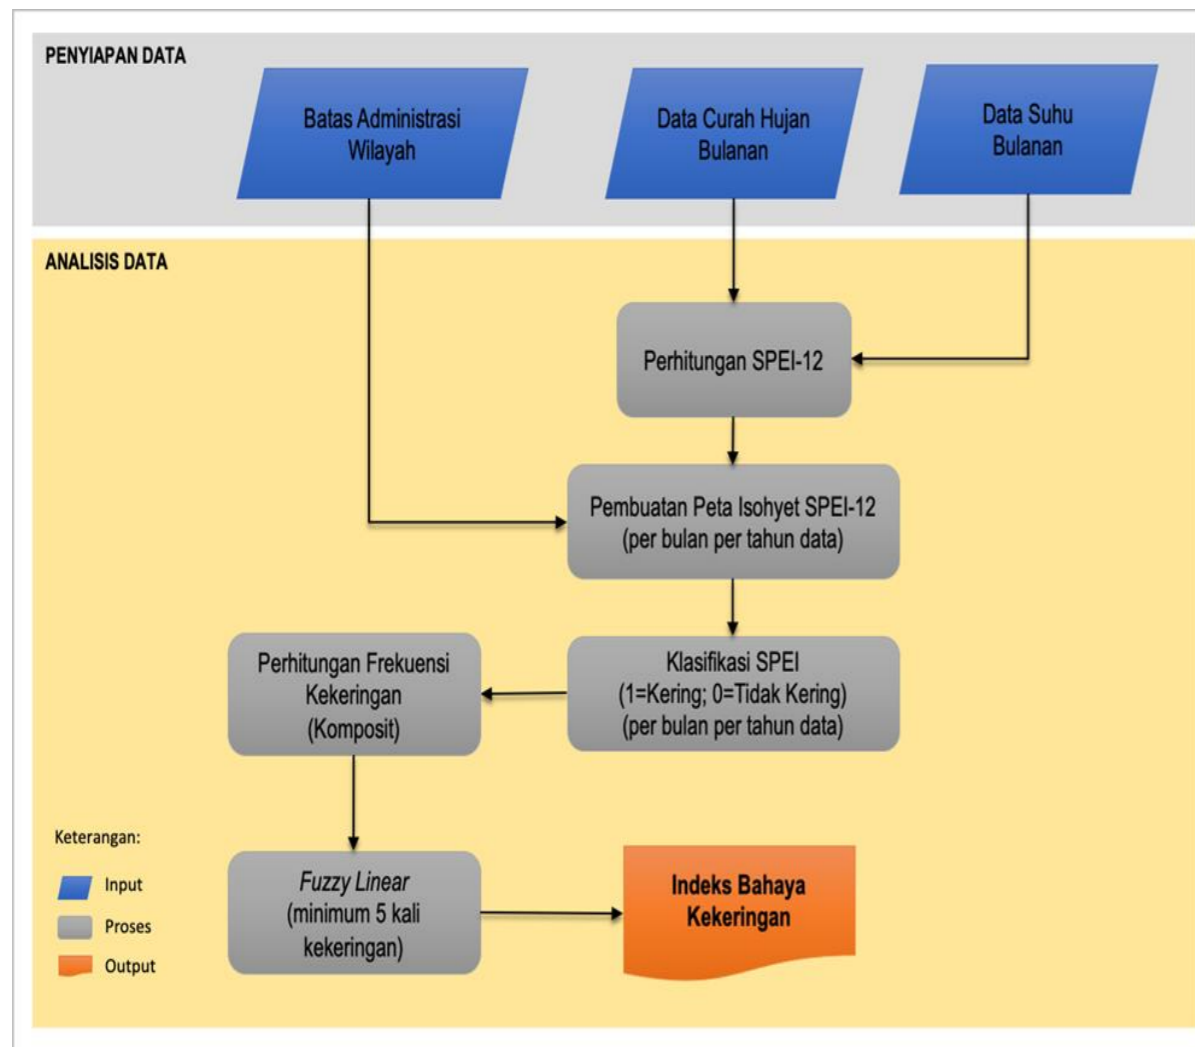 PENYIAPAN DATA
Batas Administrasi
Wilayah
Data Curah Hujan
Bulanan
Data Suhu
Bulanan
ANALISIS DATA
Perhitungan SPEI-12
Pembuatan Peta Isohyet SPEI-12
(per bulan per tahun data)
Klasifikasi SPEI
(1=Kering; 0=Tidak Kering)
(per bulan per tahun data)
Perhitungan Frekuensi
Kekeringan
(Komposit)
Fuzzy Linear
(minimum 5 kali
kekeringan)
Indeks Bahaya
Kekeringan
Keterangan:
Input
Proses
Output